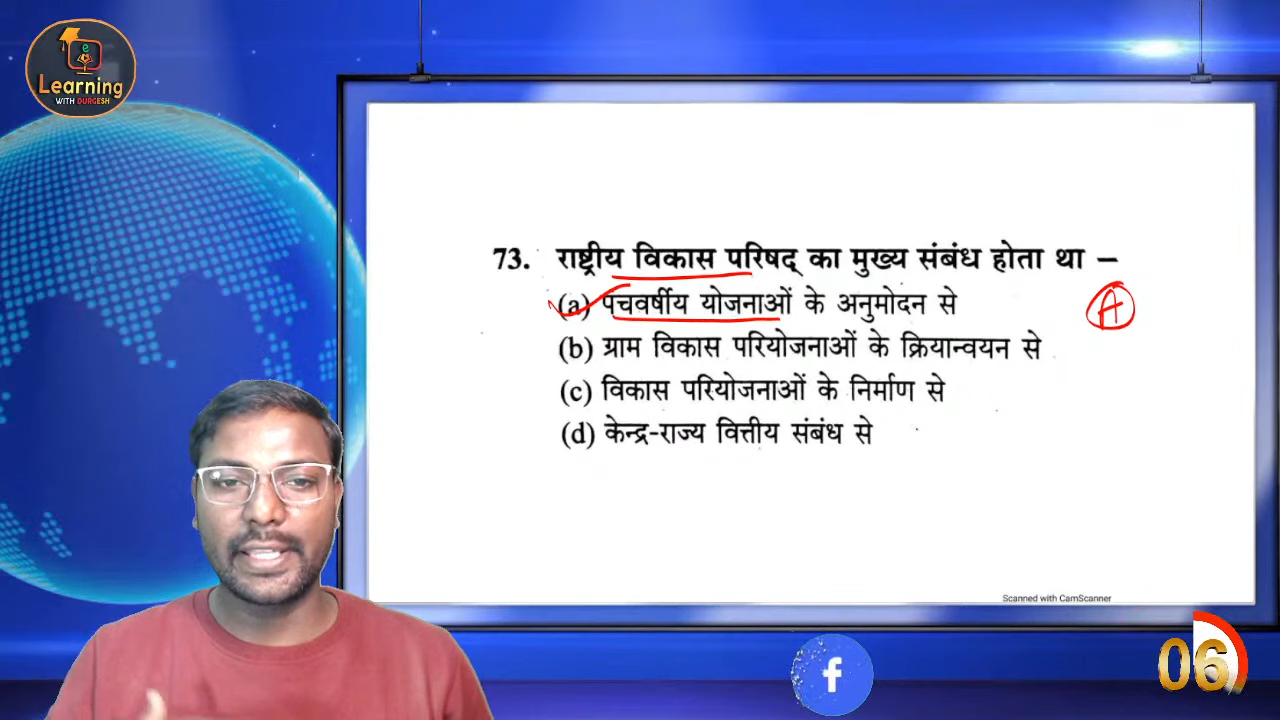 e
Learning
WITH DURGESH
73. राष्ट्रीय विकास परिषद् का मुख्य संबंध होता था –
(a) पंचवर्षीय योजनाओं के अनुमोदन से
A
(b) ग्राम विकास परियोजनाओं के क्रियान्वयन से
(c) विकास परियोजनाओं के निर्माण से
(d) केन्द्र-राज्य वित्तीय संबंध से
Scanned with CamScanner
f
06